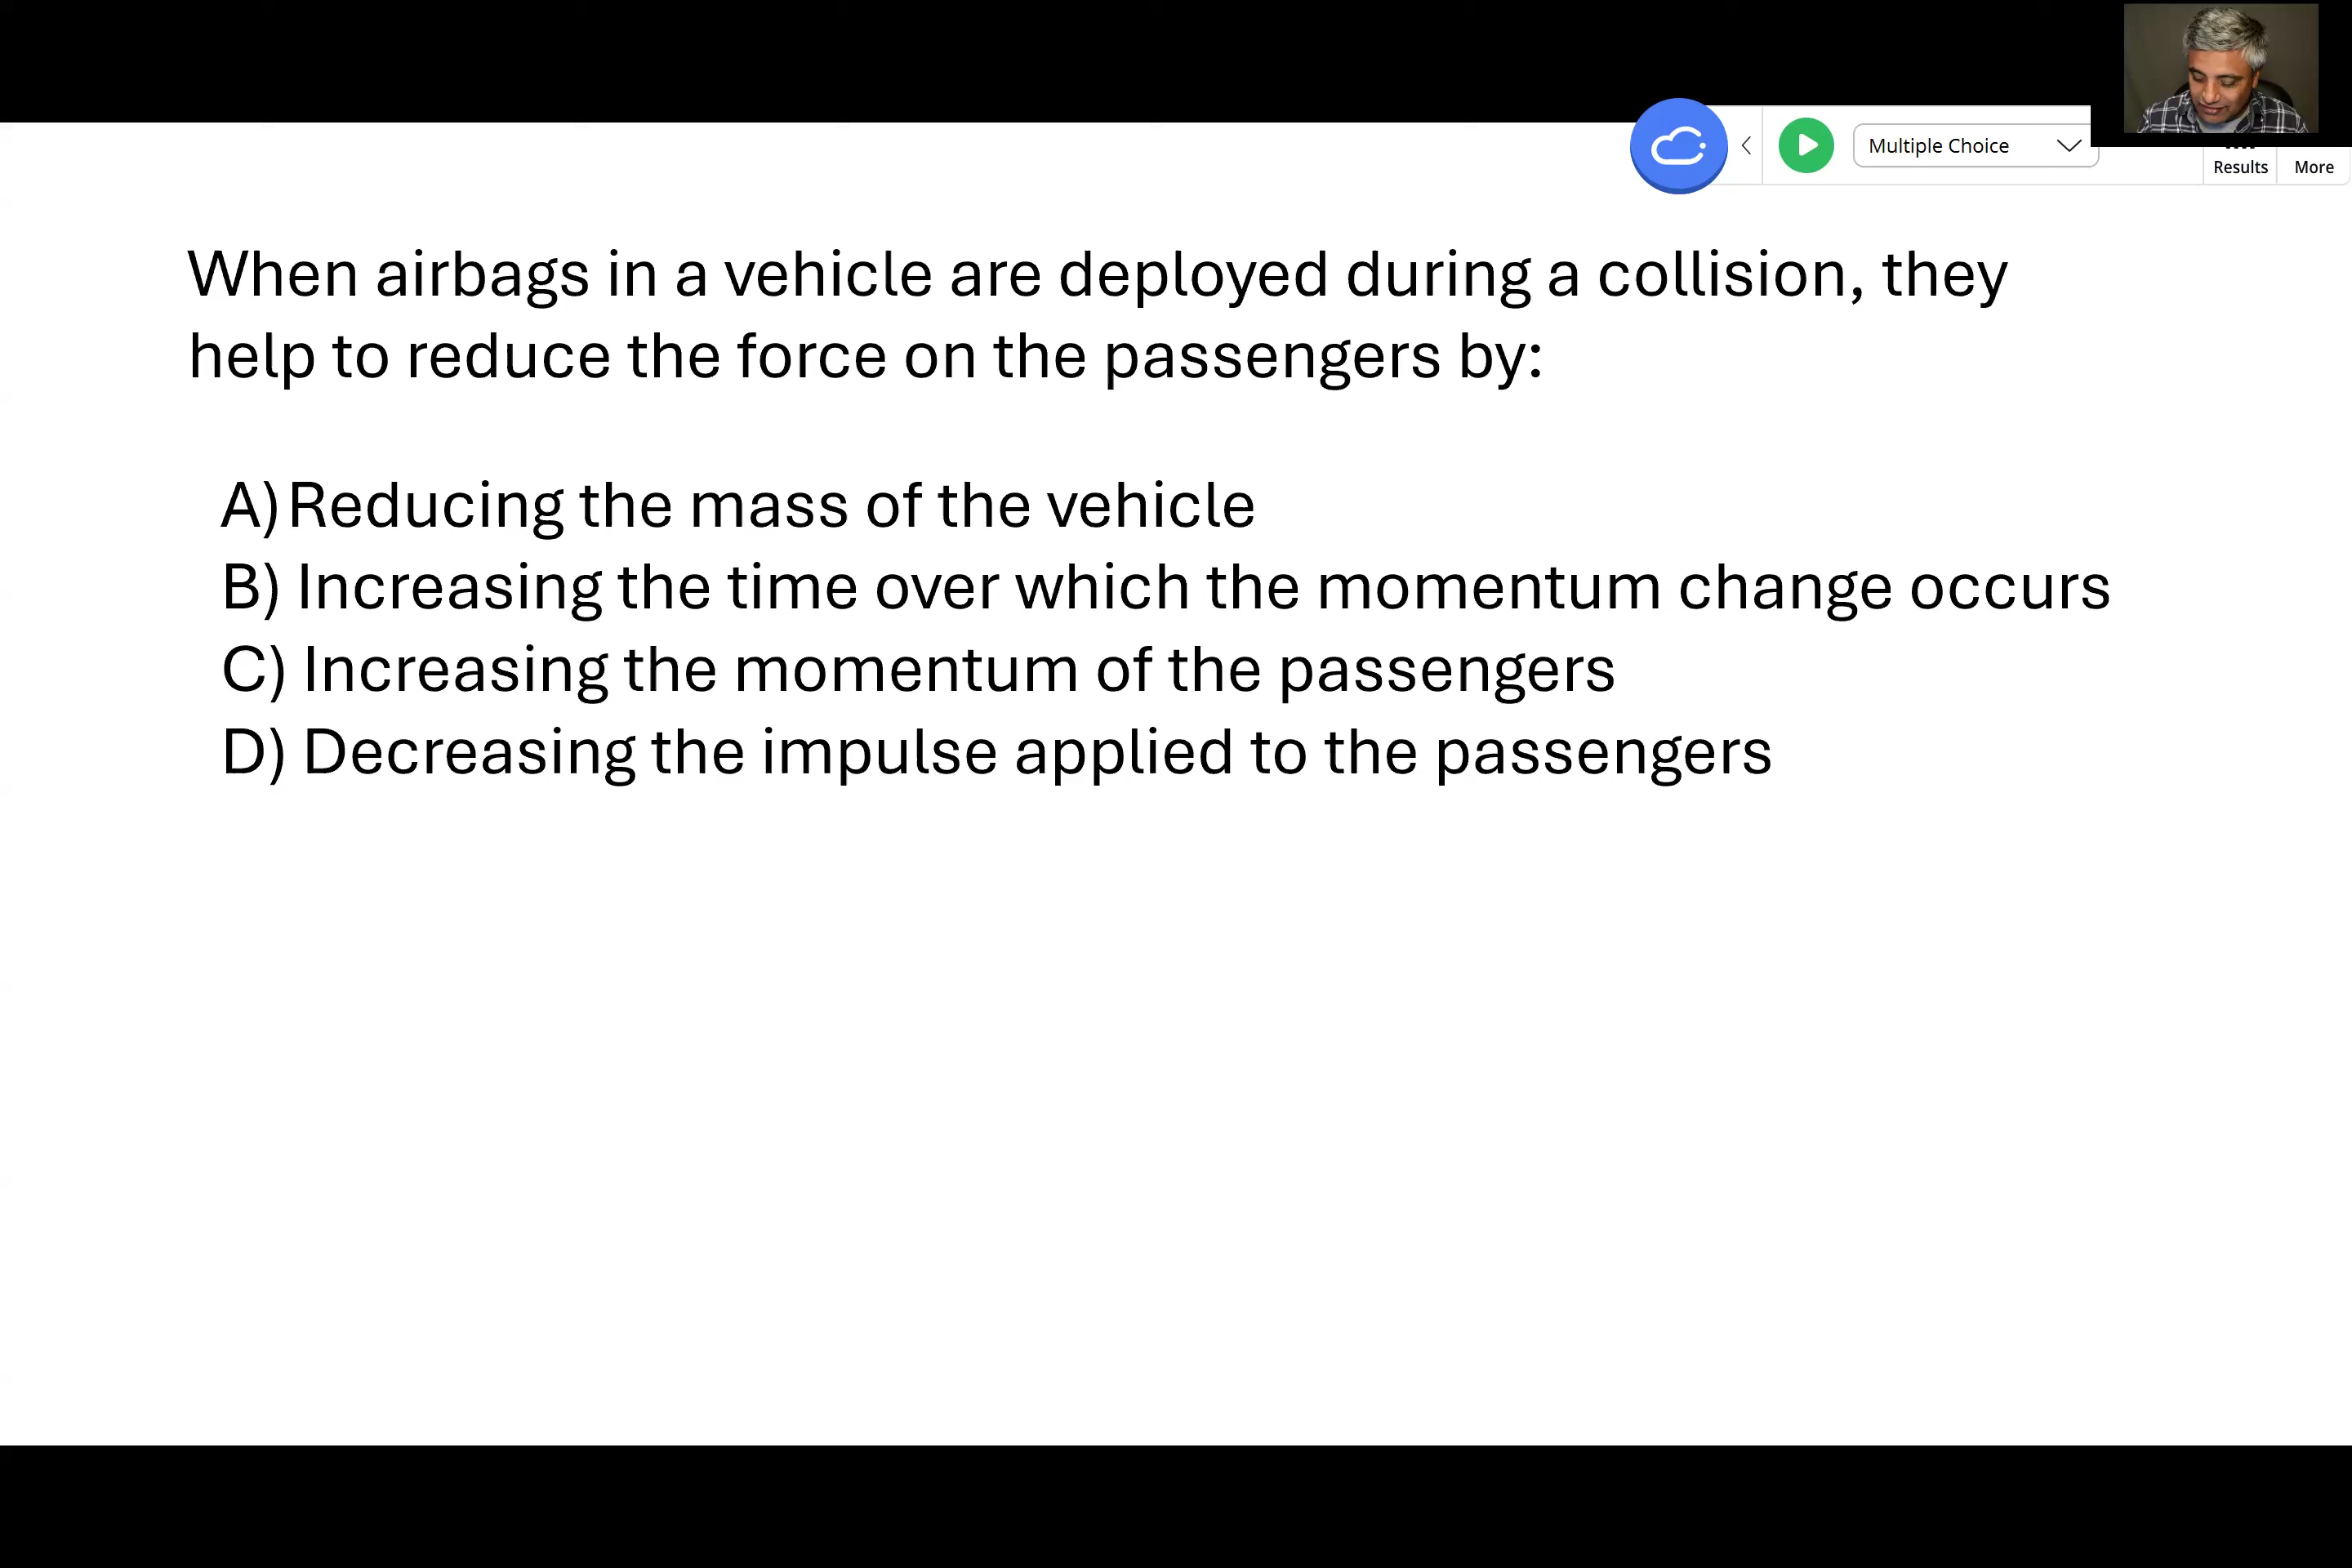 Multiple Choice
Results
More
When airbags in a vehicle are deployed during a collision, they
help to reduce the force on the passengers by:
A) Reducing the mass of the vehicle
B) Increasing the time over which the momentum change occurs
C) Increasing the momentum of the passengers
D) Decreasing the impulse applied to the passengers